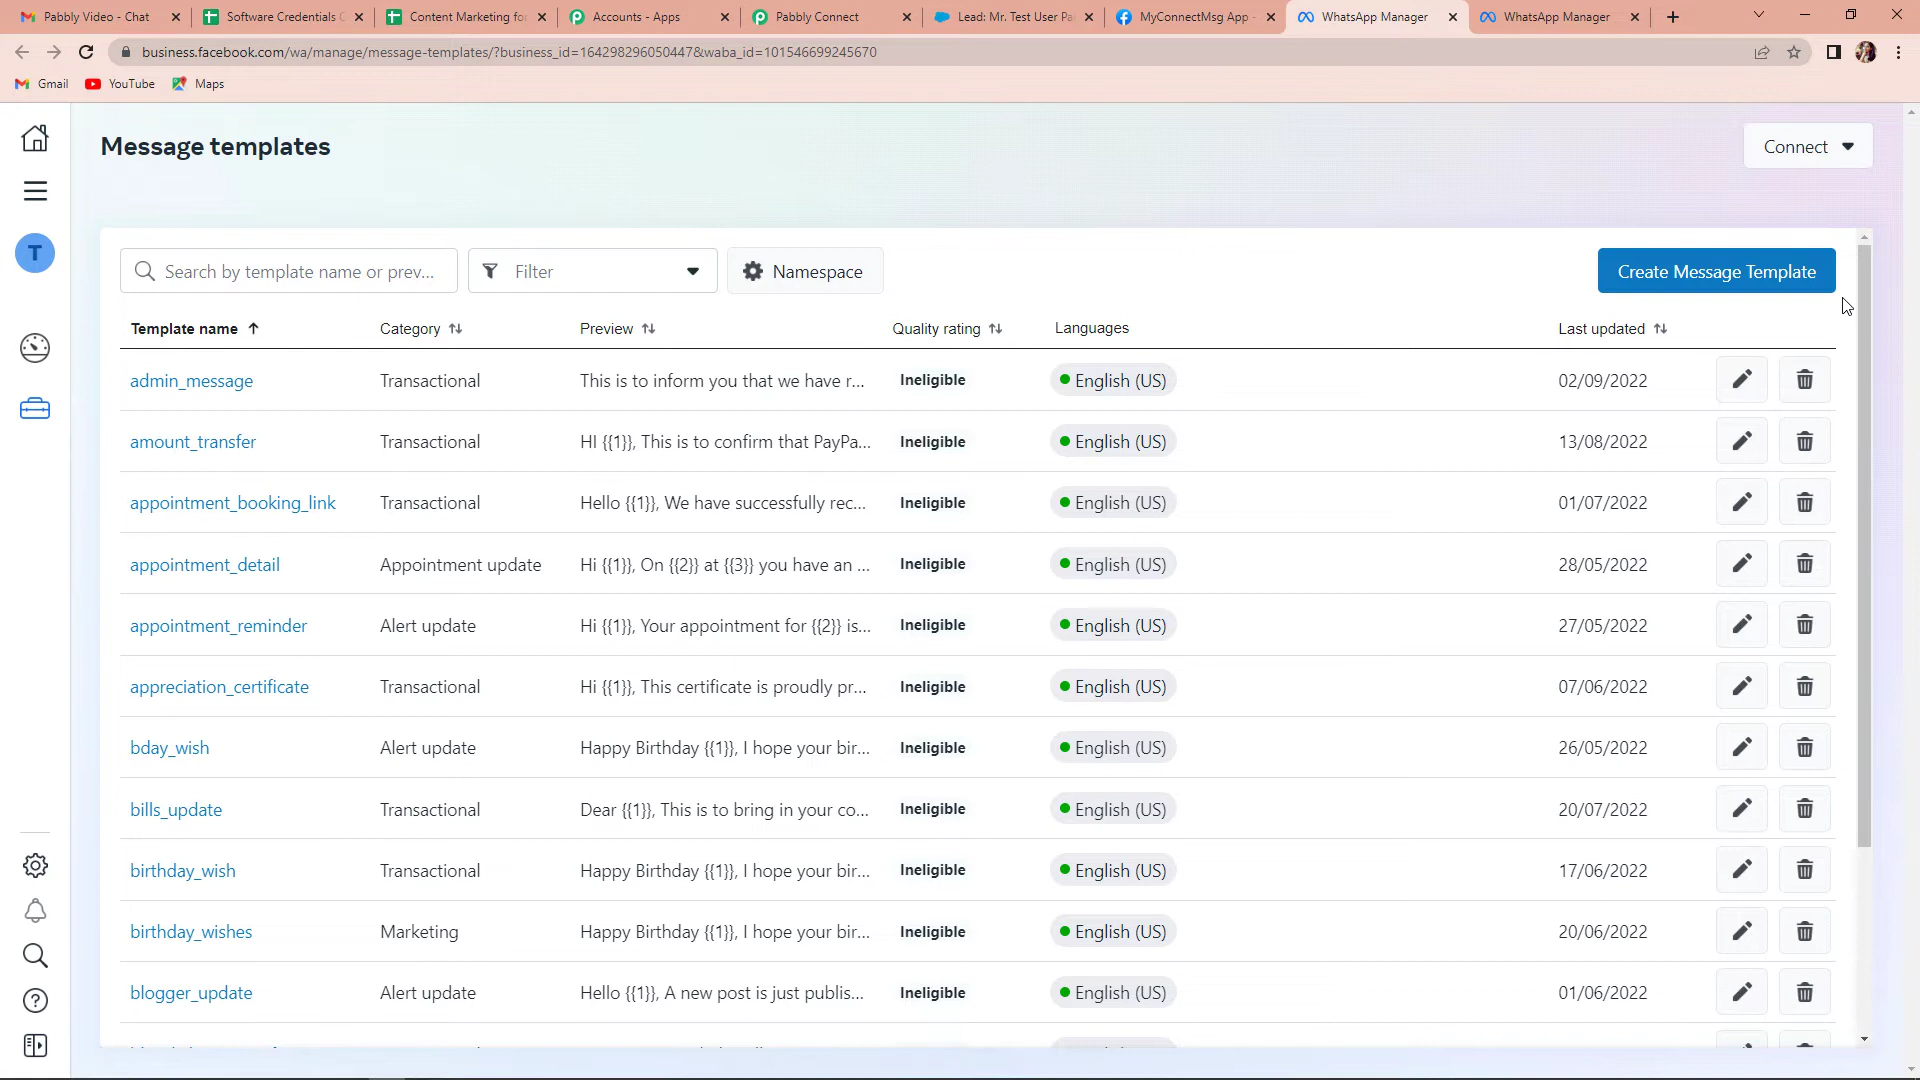 Pabbly Video - Chat
Software Credentials C
Content Marketing fo
Accounts - Apps
Pabbly Connect
Lead: Mr. Test User Pa
MyConnectMsg App -
WhatsApp Manager
WhatsApp Manager
business.facebook.com/wa/manage/message-templates/?business_id=164298296050447&waba_id=101546699245670
Gmail YouTube Maps
Message templates
Connect
T
Search by template name or prev...
Filter
Namespace
Create Message Template
Template name Category Preview Quality rating Languages Last updated
admin_message Transactional This is to inform you that we have r... Ineligible English (US) 02/09/2022
amount_transfer Transactional HI {{1}}, This is to confirm that PayPa... Ineligible English (US) 13/08/2022
appointment_booking_link Transactional Hello {{1}}, We have successfully rec... Ineligible English (US) 01/07/2022
appointment_detail Appointment update Hi {{1}}, On {{2}} at {{3}} you have an ... Ineligible English (US) 28/05/2022
appointment_reminder Alert update Hi {{1}}, Your appointment for {{2}} is... Ineligible English (US) 27/05/2022
appreciation_certificate Transactional Hi {{1}}, This certificate is proudly pr... Ineligible English (US) 07/06/2022
bday_wish Alert update Happy Birthday {{1}}, I hope your bir... Ineligible English (US) 26/05/2022
bills_update Transactional Dear {{1}}, This is to bring in your co... Ineligible English (US) 20/07/2022
birthday_wish Transactional Happy Birthday {{1}}, I hope your bir... Ineligible English (US) 17/06/2022
birthday_wishes Marketing Happy Birthday {{1}}, I hope your bir... Ineligible English (US) 20/06/2022
blogger_update Alert update Hello {{1}}, A new post is just publis... Ineligible English (US) 01/06/2022